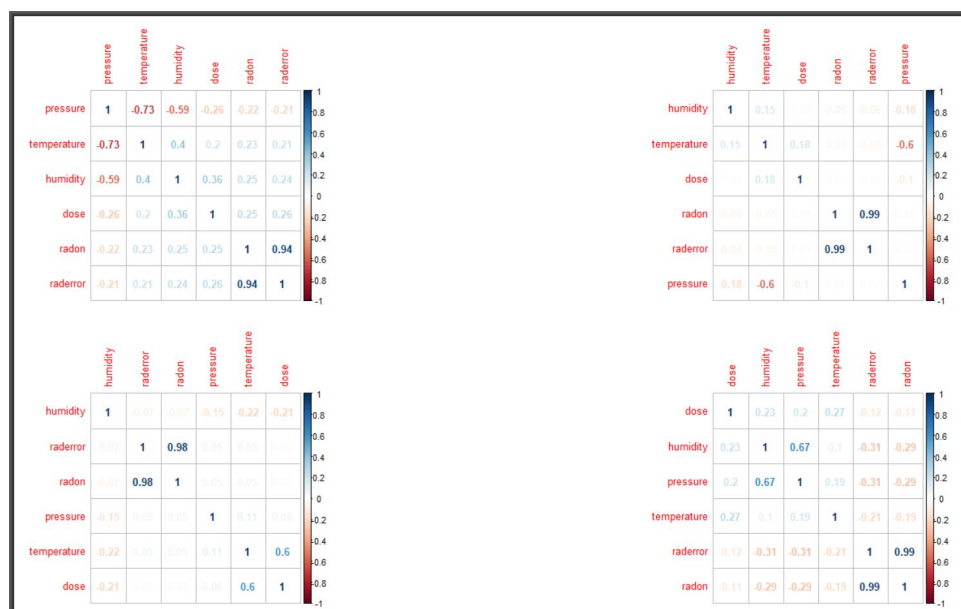 pressure temperature humidity dose radon raderror
pressure 1 -0.73 -0.59 -0.26 -0.22 -0.21
temperature -0.73 1 0.4 0.2 0.23 0.21
humidity -0.59 0.4 1 0.36 0.25 0.24
dose -0.26 0.2 0.36 1 0.25 0.26
radon -0.22 0.23 0.25 0.25 1 0.94
raderror -0.21 0.21 0.24 0.26 0.94 1
1
0.8
0.6
0.4
0.2
0
-0.2
-0.4
-0.6
-0.8
-1
humidity temperature dose radon raderror pressure
humidity 1 0.15 -0.18
temperature 0.15 1 0.18 -0.6
dose 0.18 1 -0.1
radon 1 0.99
raderror 0.99 1
pressure -0.18 -0.6 -0.1 1
1
0.8
0.6
0.4
0.2
0
-0.2
-0.4
-0.6
-0.8
-1
humidity raderror radon pressure temperature dose
humidity 1 -0.15 -0.22 -0.21
raderror 1 0.98
radon 0.98 1
pressure -0.15 1 0.11
temperature -0.22 0.11 1 0.6
dose -0.21 0.6 1
1
0.8
0.6
0.4
0.2
0
-0.2
-0.4
-0.6
-0.8
-1
dose humidity pressure temperature raderror radon
dose 1 0.23 0.2 0.27 -0.12 -0.11
humidity 0.23 1 0.67 0.1 -0.31 -0.29
pressure 0.2 0.67 1 0.19 -0.31 -0.29
temperature 0.27 0.1 0.19 1 -0.21 -0.19
raderror -0.12 -0.31 -0.31 -0.21 1 0.99
radon -0.11 -0.29 -0.29 -0.19 0.99 1
1
0.8
0.6
0.4
0.2
0
-0.2
-0.4
-0.6
-0.8
-1